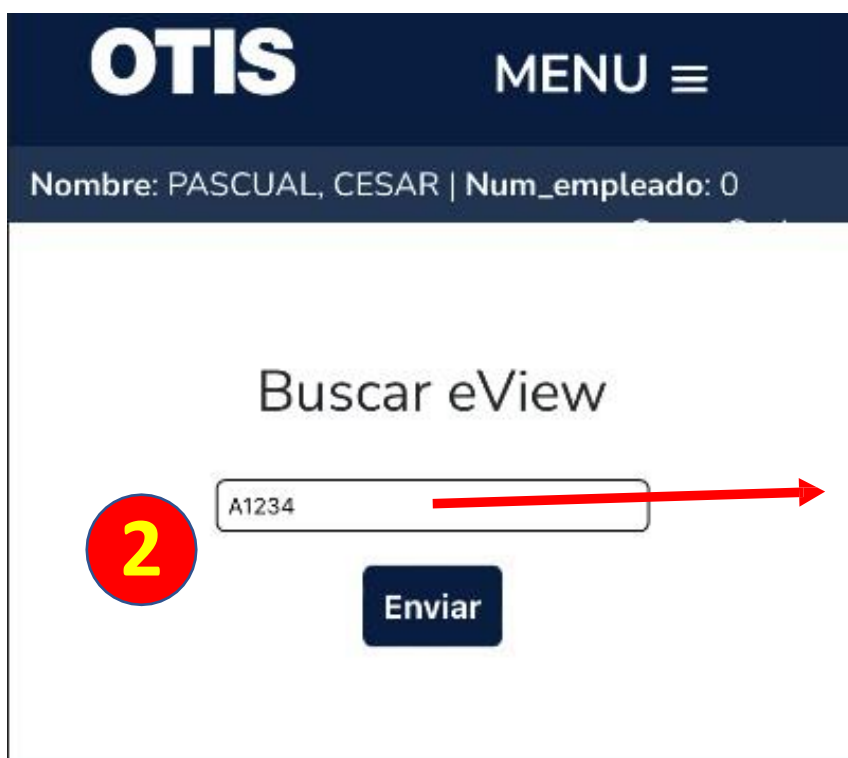 OTIS MENU
Nombre: PASCUAL, CESAR | Num_empleado: 0
Buscar eView
A1234
2
Enviar